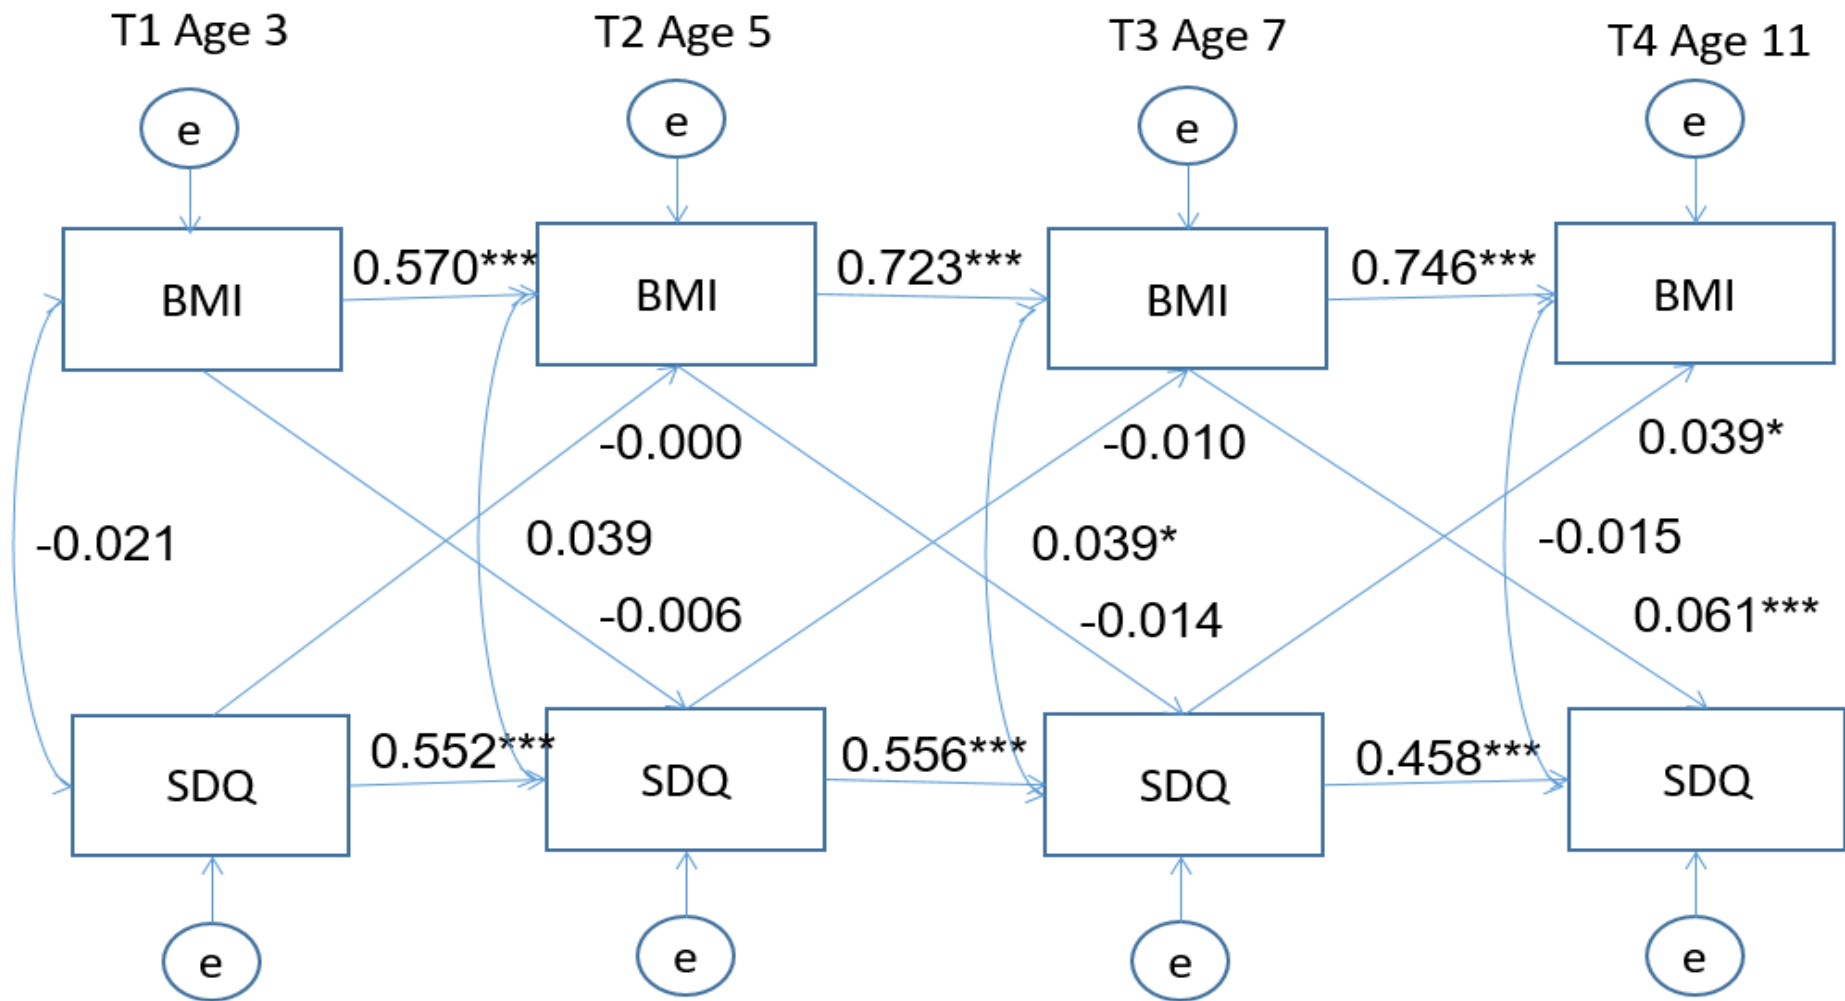 T1 Age 3
T2 Age 5
T3 Age 7
T4 Age 11
e
e
e
e
0.570***
0.723***
0.746***
BMI
BMI
BMI
BMI
-0.000
-0.010
0.039*
-0.021
0.039
0.039*
-0.015
-0.006
-0.014
0.061***
0.552***
0.556***
0.458***
SDQ
SDQ
SDQ
SDQ
e
e
e
e